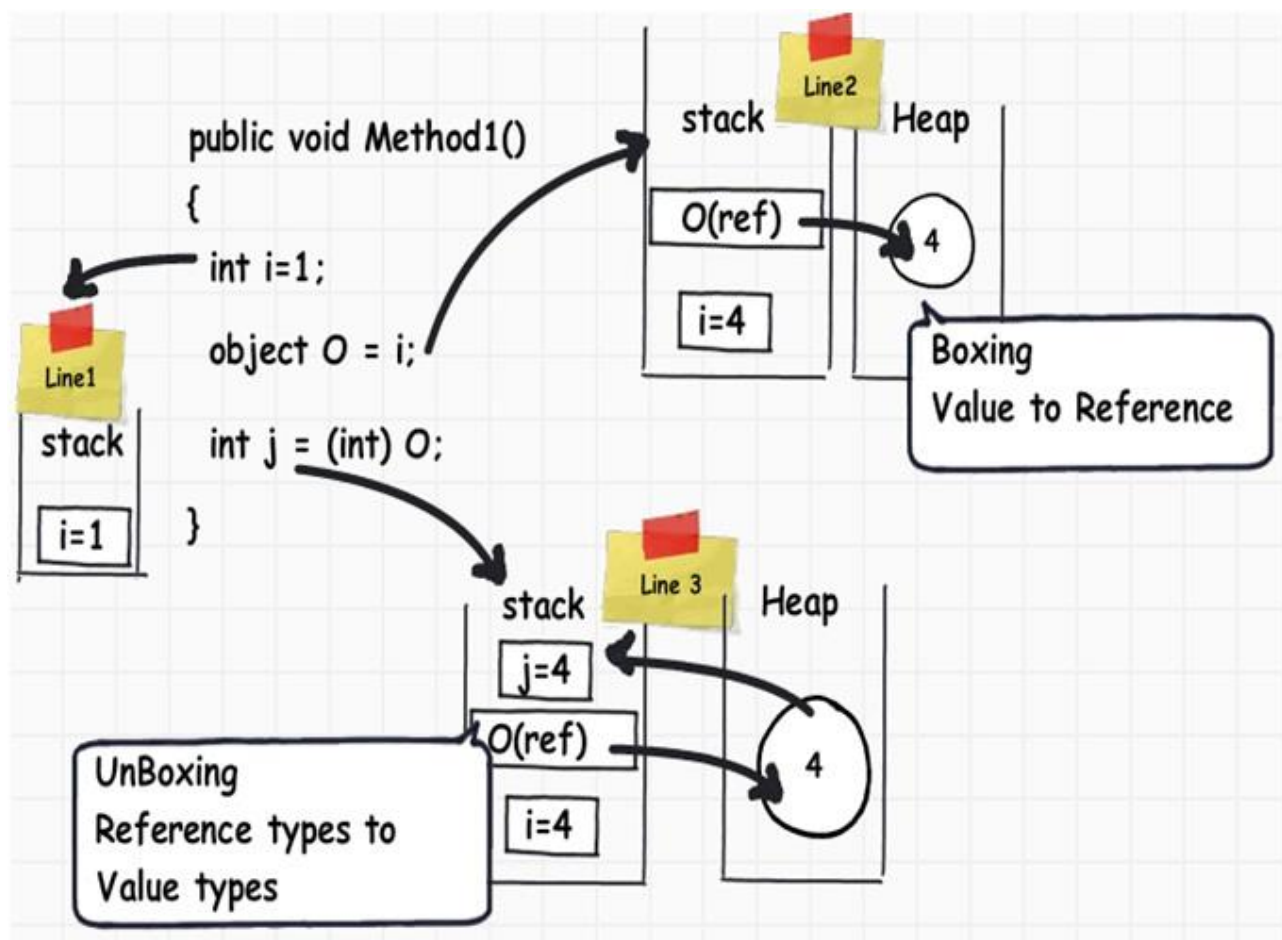 public void Method1()
{
int i=1;
object O = i;
int j = (int) O;
}
Line1
stack
i=1
Line2
stack
Heap
O(ref)
4
i=4
Boxing
Value to Reference
Line 3
stack
Heap
j=4
O(ref)
4
i=4
UnBoxing
Reference types to
Value types